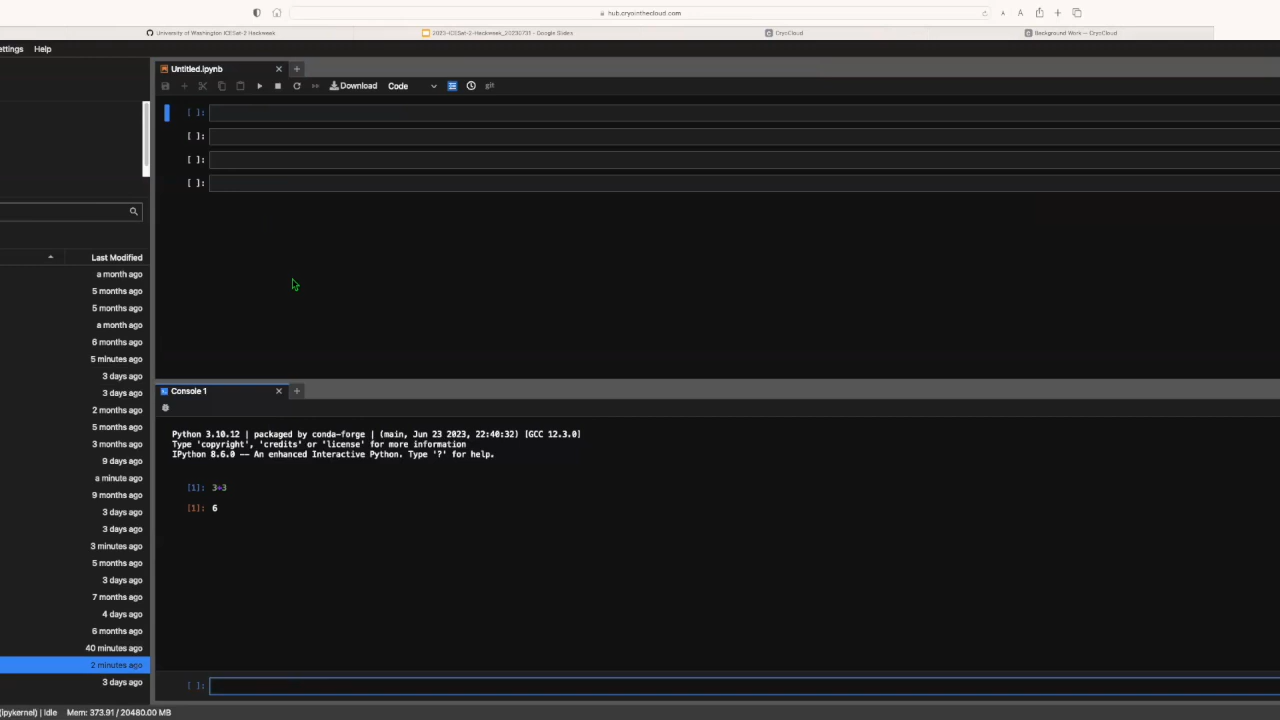 hub.cryointhecloud.com
A A
University of Washington ICESat-2 Hackweek
2023-ICESat-2-Hackweek_20230731 - Google Slides
CryoCloud
Background Work — CryoCloud
ettings Help
Untitled.ipynb
Download Code git
[ ]:
[ ]:
[ ]:
[ ]:
Last Modified
a month ago
5 months ago
5 months ago
a month ago
6 months ago
5 minutes ago
3 days ago
3 days ago
2 months ago
5 months ago
3 months ago
9 days ago
a minute ago
9 months ago
3 days ago
3 days ago
3 minutes ago
5 months ago
3 days ago
7 months ago
4 days ago
6 months ago
40 minutes ago
2 minutes ago
3 days ago
Console 1
Python 3.10.12 | packaged by conda-forge | (main, Jun 23 2023, 22:40:32) [GCC 12.3.0]
Type 'copyright', 'credits' or 'license' for more information
IPython 8.6.0 -- An enhanced Interactive Python. Type '?' for help.
[1]: 3+3
[1]: 6
[ ]:
(ipykernel) | Idle Mem: 373.91 / 20480.00 MB